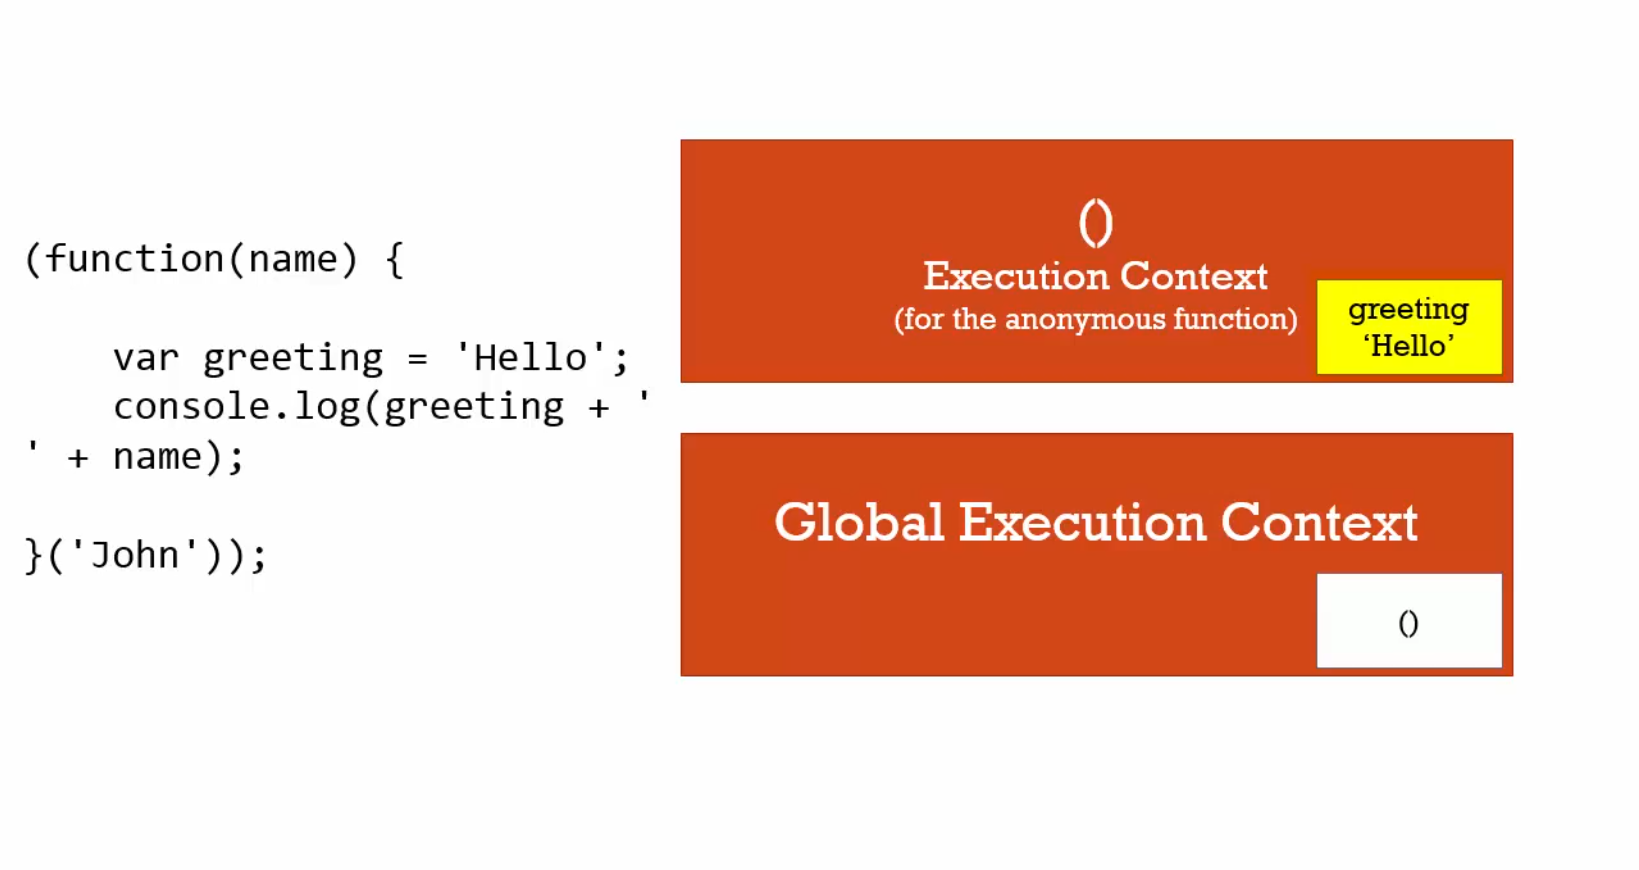 (function(name) {
var greeting = 'Hello';
console.log(greeting + '
' + name);
}('John'));
()
Execution Context
(for the anonymous function)
greeting
‘Hello’
Global Execution Context
()